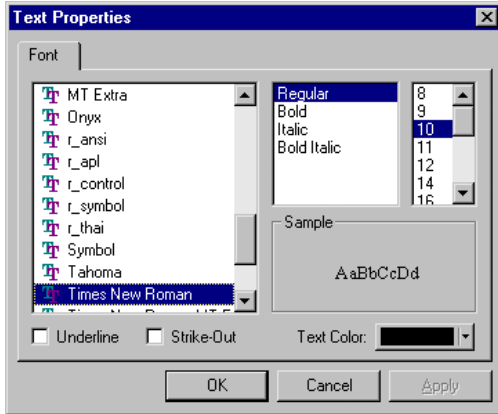 Text Properties
Font
MT Extra
Onyx
r_ansi
r_apl
r_control
r_symbol
r_thai
Symbol
Tahoma
Times New Roman
Regular
Bold
Italic
Bold Italic
8
9
10
11
12
14
16
Sample
AaBbCcDd
Underline
Strike-Out
Text Color:
OK
Cancel
Apply